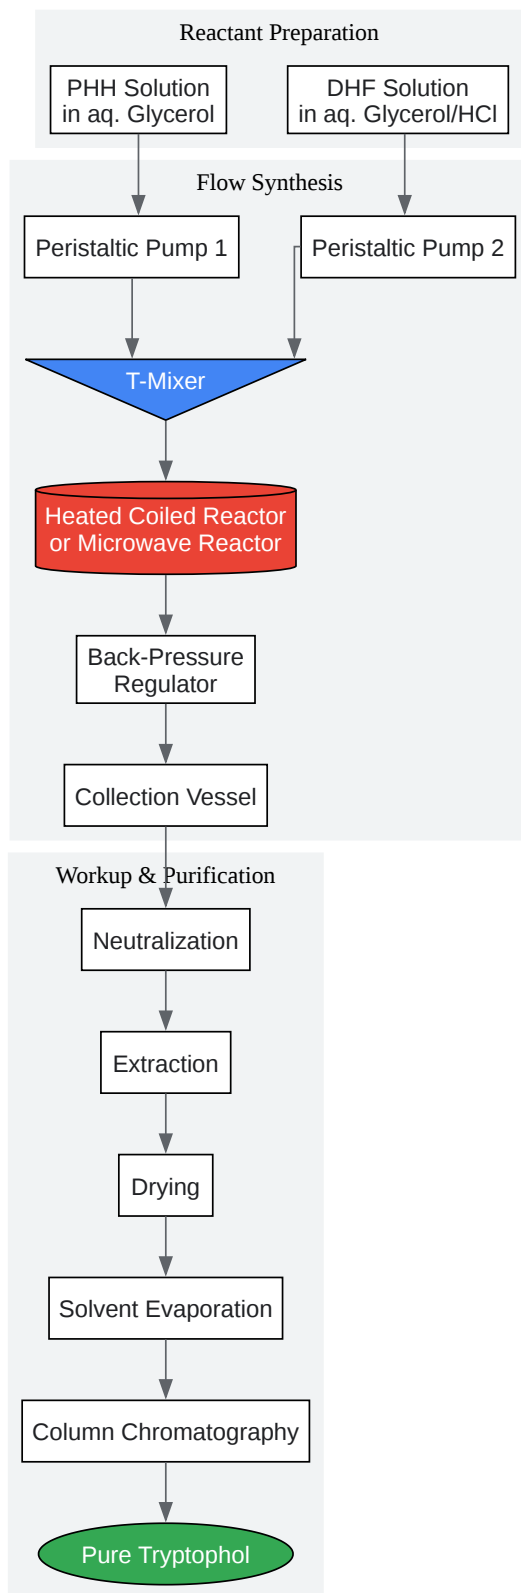 Reactant Preparation
PHH Solution
in aq. Glycerol
DHF Solution
in aq. Glycerol/HCl
Flow Synthesis
Peristaltic Pump 1
Peristaltic Pump 2
T-Mixer
Heated Coiled Reactor
or Microwave Reactor
Back-Pressure
Regulator
Collection Vessel
Workup & Purification
Neutralization
Extraction
Drying
Solvent Evaporation
Column Chromatography
Pure Tryptophol